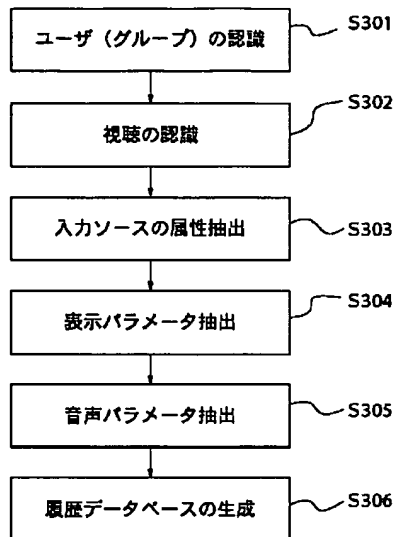 ユーザ（グループ）の認識
S301
視聴の認識
S302
入力ソースの属性抽出
S303
表示パラメータ抽出
S304
音声パラメータ抽出
S305
履歴データベースの生成
S306